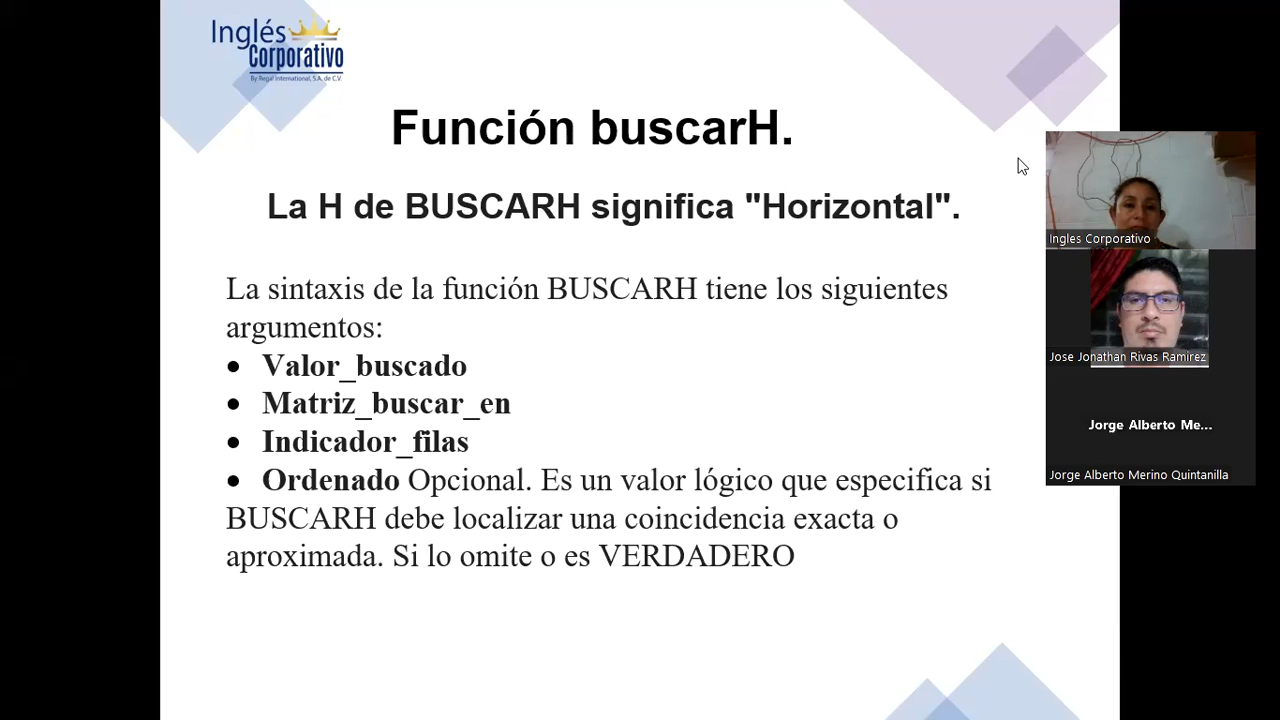 Inglés
Corporativo
By Regal International, S.A. de C.V.
Función buscarH.
La H de BUSCARH significa "Horizontal".
La sintaxis de la función BUSCARH tiene los siguientes
argumentos:
• Valor_buscado
• Matriz_buscar_en
• Indicador_filas
• Ordenado Opcional. Es un valor lógico que especifica si
BUSCARH debe localizar una coincidencia exacta o
aproximada. Si lo omite o es VERDADERO
Ingles Corporativo
Jose Jonathan Rivas Ramirez
Jorge Alberto Me...
Jorge Alberto Merino Quintanilla